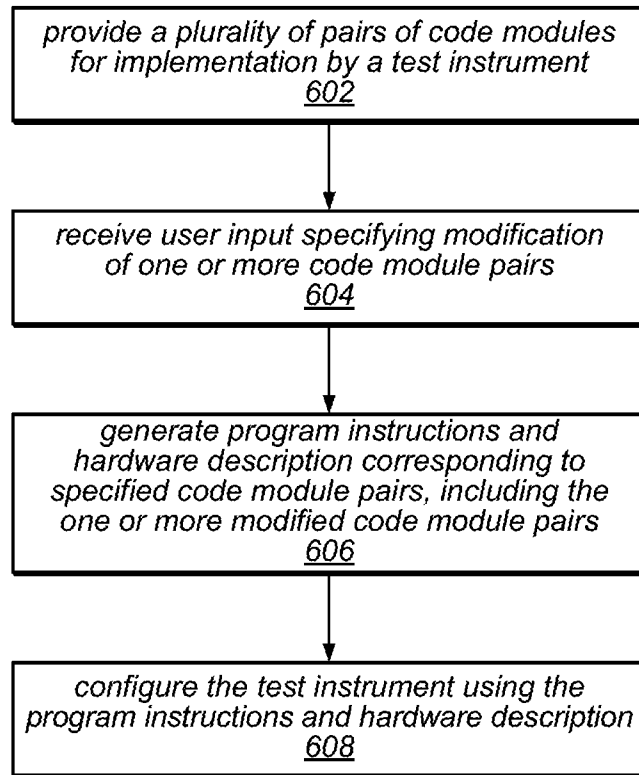 provide a plurality of pairs of code modules
for implementation by a test instrument
602
receive user input specifying modification
of one or more code module pairs
604
generate program instructions and
hardware description corresponding to
specified code module pairs, including the
one or more modified code module pairs
606
configure the test instrument using the
program instructions and hardware description
608